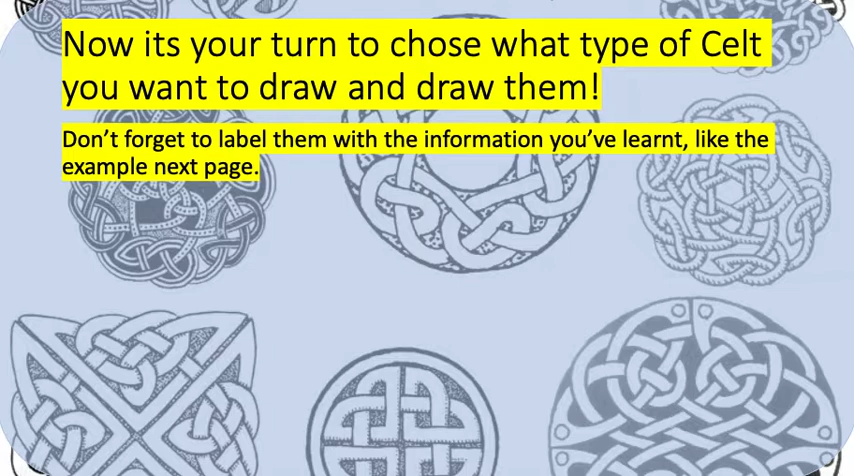 Now its your turn to chose what type of Celt
you want to draw and draw them!
Don’t forget to label them with the information you’ve learnt, like the
example next page.